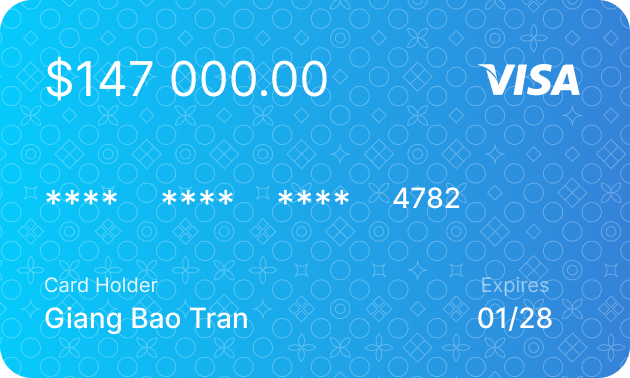 $147 000.00 VISA
**** **** **** 4782
Card Holder Expires
Giang Bao Tran 01/28